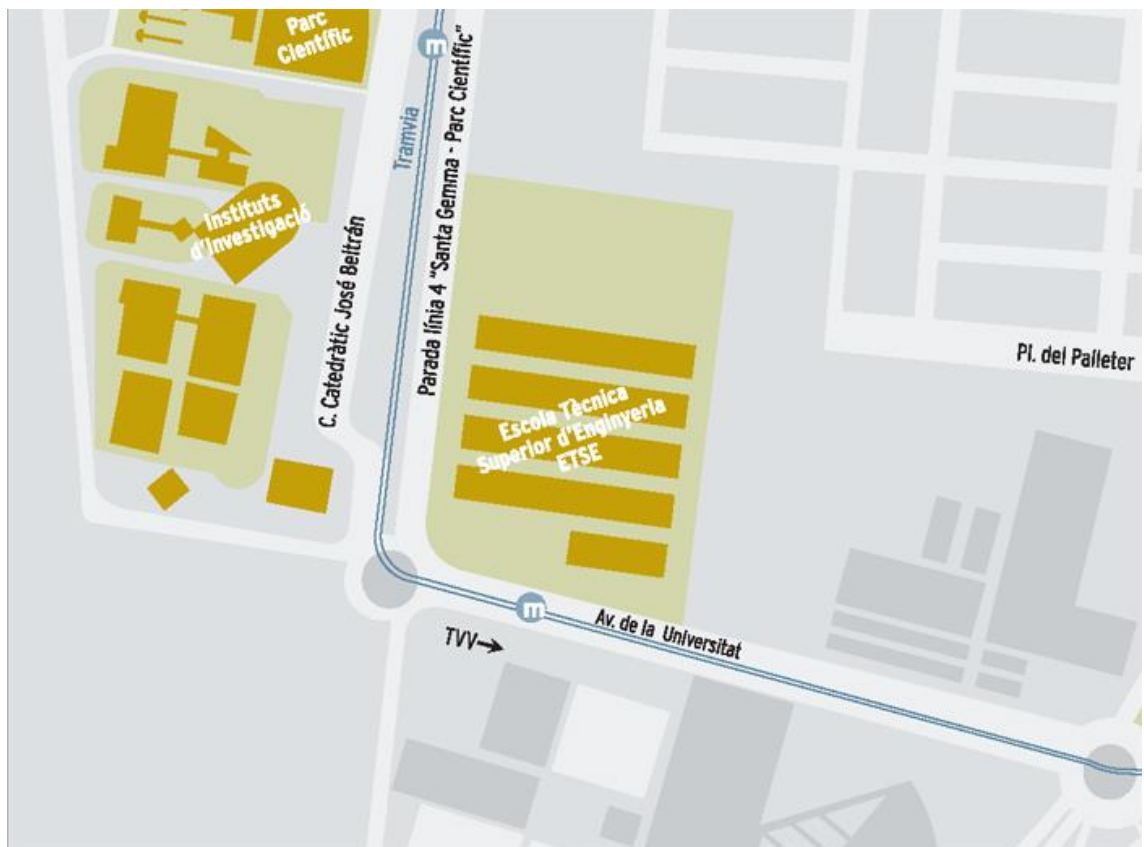 Parc
Científic
m
Tramvia
Parada línia 4 "Santa Gemma - Parc Científic"
Instituts
d'Investigació
C. Catedràtic José Beltrán
Pl. del Palleter
Escola Tècnica
Superior d'Enginyeria
ETSE
m
Av. de la Universitat
TVV→